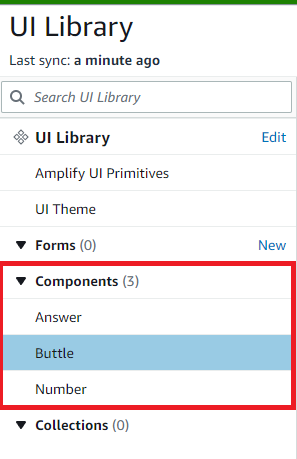 UI Library
Last sync: a minute ago
Search UI Library
UI Library Edit
Amplify UI Primitives
UI Theme
Forms (0) New
Components (3)
Answer
Buttle
Number
Collections (0)